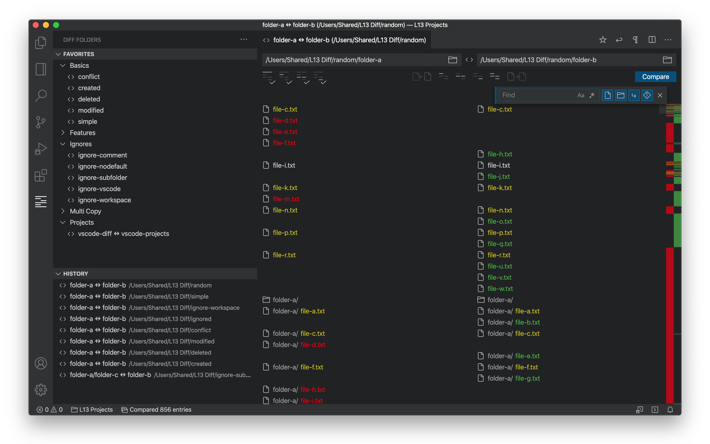 folder-a ⇔ folder-b (/Users/Shared/L13 Diff/random) — L13 Projects
DIFF FOLDERS
folder-a ⇔ folder-b (/Users/Shared/L13 Diff/random)
FAVORITES
Basics
conflict
created
deleted
modified
simple
Features
Ignores
ignore-comment
ignore-nodefault
ignore-subfolder
ignore-vscode
ignore-workspace
Multi Copy
Projects
vscode-diff ⇔ vscode-projects
HISTORY
folder-a ⇔ folder-b /Users/Shared/L13 Diff/random
folder-a ⇔ folder-b /Users/Shared/L13 Diff/simple
folder-a ⇔ folder-b /Users/Shared/L13 Diff/ignore-workspace
folder-a ⇔ folder-b /Users/Shared/L13 Diff/ignored
folder-a ⇔ folder-b /Users/Shared/L13 Diff/conflict
folder-a ⇔ folder-b /Users/Shared/L13 Diff/modified
folder-a ⇔ folder-b /Users/Shared/L13 Diff/deleted
folder-a ⇔ folder-b /Users/Shared/L13 Diff/created
folder-a/folder-c ⇔ folder-b /Users/Shared/L13 Diff/ignore-sub...
/Users/Shared/L13 Diff/random/folder-a
/Users/Shared/L13 Diff/random/folder-b
Compare
Find
Aa
file-c.txt file-c.txt
file-d.txt
file-e.txt
file-f.txt
file-h.txt
file-i.txt file-i.txt
file-j.txt
file-k.txt file-k.txt
file-m.txt
file-n.txt file-n.txt
file-o.txt
file-p.txt file-p.txt
file-q.txt
file-r.txt file-r.txt
file-u.txt
file-v.txt
file-w.txt
folder-a/ folder-a/
folder-a/ file-a.txt folder-a/ file-a.txt
folder-a/ file-b.txt
folder-a/ file-c.txt folder-a/ file-c.txt
folder-a/ file-d.txt
folder-a/ file-e.txt
folder-a/ file-f.txt folder-a/ file-f.txt
folder-a/ file-g.txt
folder-a/ file-h.txt
folder-a/ file-i.txt
0 0 L13 Projects Compared 856 entries